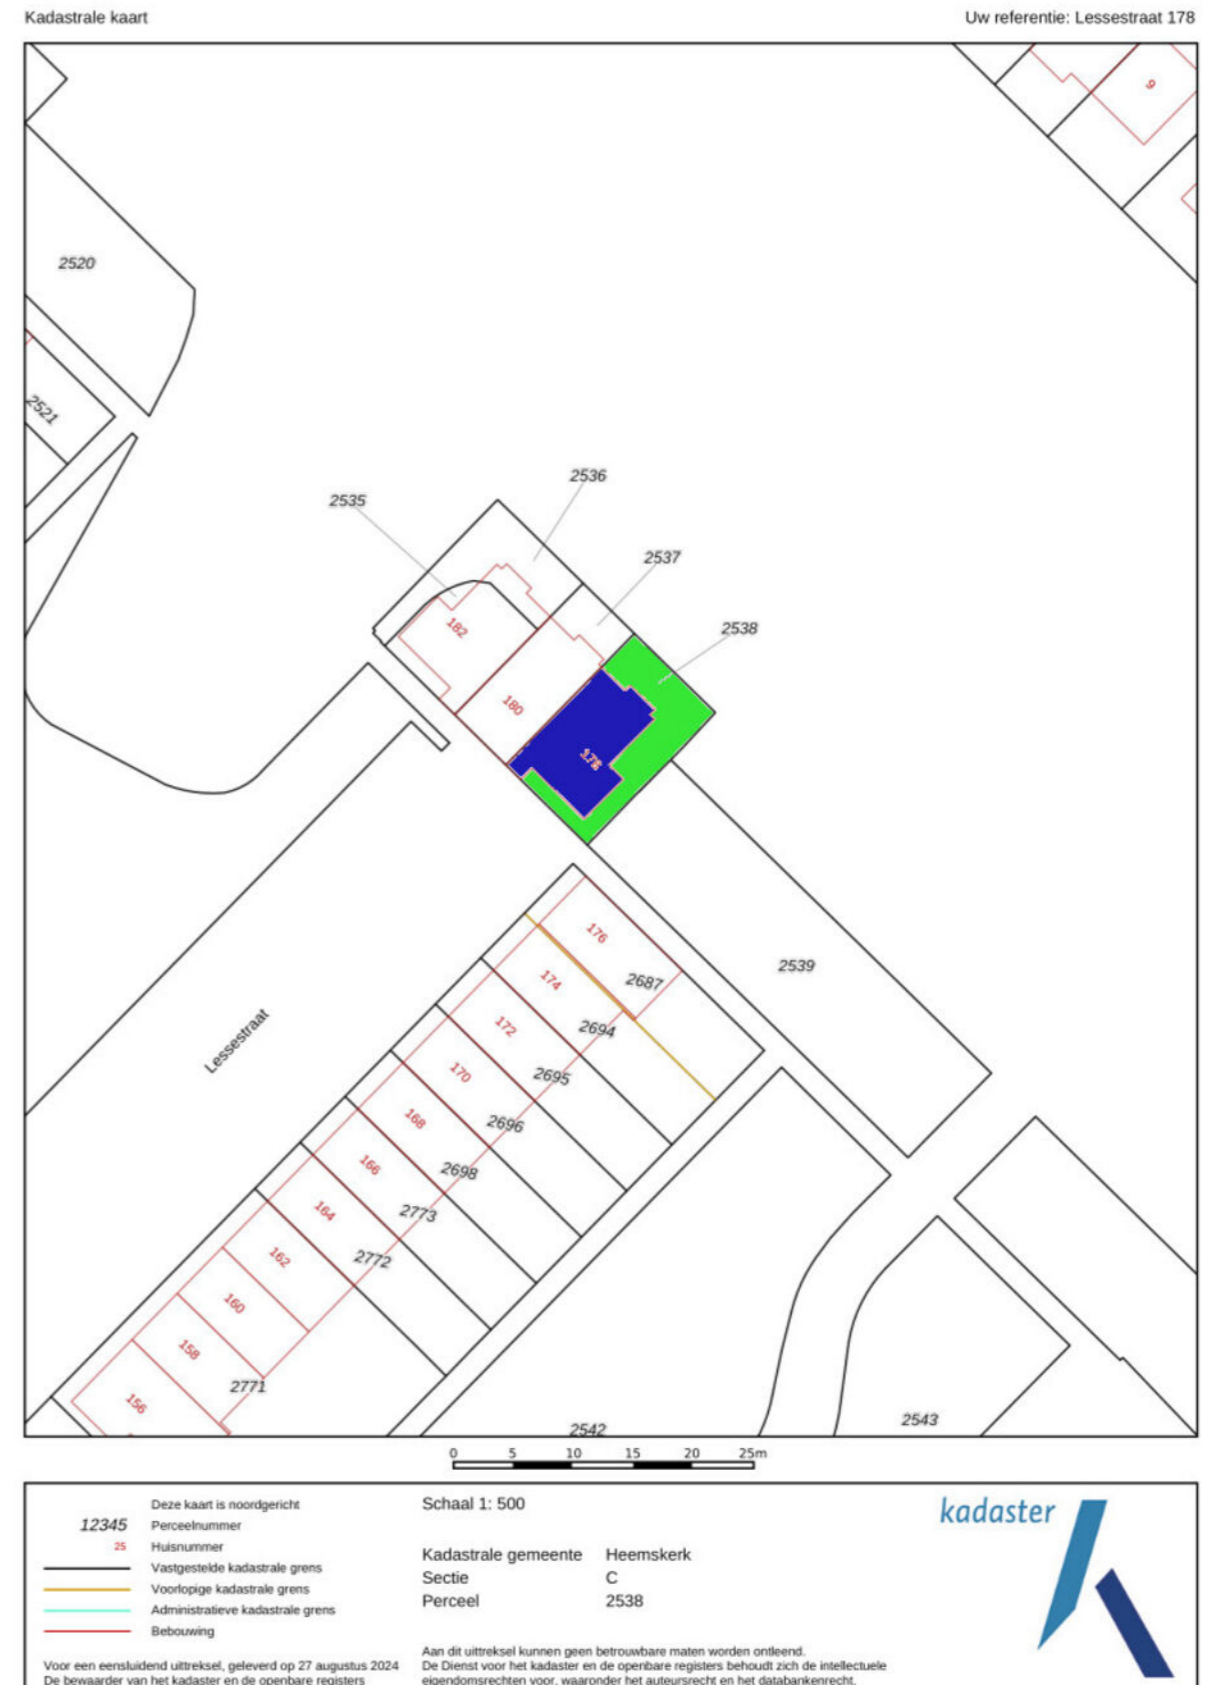 Kadastrale kaart
Uw referentie: Lessestraat 178
9
2520
2521
2536
2535
2537
2538
182
180
178
176
2687
2539
174
2694
172
2695
Lessestraat
170
2696
168
2698
166
2773
164
2772
162
160
158
2771
156
2542
2543
0 5 10 15 20 25m
Deze kaart is noordgericht
12345 Perceelnummer
25 Huisnummer
Vastgestelde kadastrale grens
Voorlopige kadastrale grens
Administratieve kadastrale grens
Bebouwing
Voor een eensluidend uittreksel, geleverd op 27 augustus 2024
De bewaarder van het kadaster en de openbare registers
Schaal 1: 500
Kadastrale gemeente Heemskerk
Sectie C
Perceel 2538
Aan dit uittreksel kunnen geen betrouwbare maten worden ontleend.
De Dienst voor het kadaster en de openbare registers behoudt zich de intellectuele
eigendomsrechten voor, waaronder het auteursrecht en het databankenrecht.
kadaster